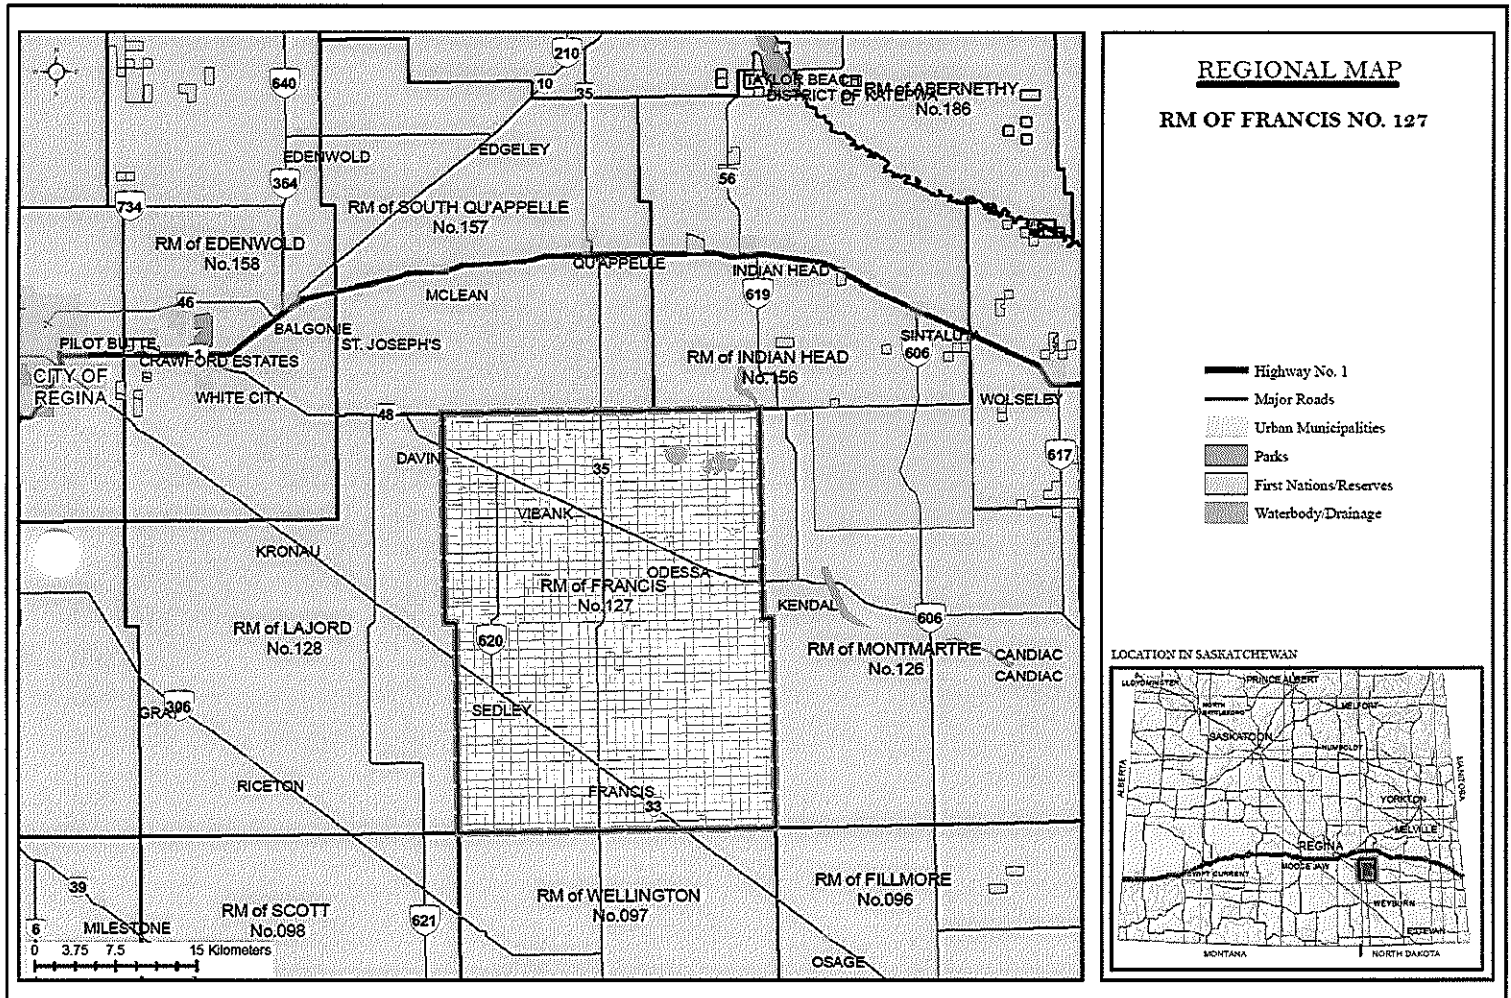 REGIONAL MAP
RM OF FRANCIS NO. 127
210
640
10
35
TAYLOR BEACH
DISTRICT OF KATEPWA
RM of ABERNETHY
No.186
EDENWOLD
EDGELEY
364
56
734
RM of SOUTH QU'APPELLE
No.157
RM of EDENWOLD
No.158
QU'APPELLE
INDIAN HEAD
MCLEAN
619
46
BALGONIE
ST. JOSEPH'S
PILOT BUTTE
1
CRAWFORD ESTATES
SINTALUTA
606
RM of INDIAN HEAD
No.156
CITY OF
REGINA
WHITE CITY
WOLSELEY
48
DAVIN
35
617
VIBANK
KRONAU
ODESSA
RM of FRANCIS
No.127
KENDAL
606
RM of LAJORD
No.128
620
RM of MONTMARTRE
No.126
CANDIAC
CANDIAC
SEDLEY
GRAY
306
RICETON
FRANCIS
33
RM of WELLINGTON
No.097
RM of FILLMORE
No.096
39
RM of SCOTT
No.098
621
6
MILESTONE
OSAGE
0 3.75 7.5 15 Kilometers
Highway No. 1
Major Roads
Urban Municipalities
Parks
First Nations/Reserves
Waterbody/Drainage
LOCATION IN SASKATCHEWAN
LLOYDMINSTER
PRINCE ALBERT
NORTH
BATTLEFORD
MELFORT
SASKATOON
HUMBOLDT
ALBERTA
MANITOBA
YORKTON
MELVILLE
REGINA
MOOSE JAW
SWIFT CURRENT
WEYBURN
ESTEVAN
MONTANA
NORTH DAKOTA